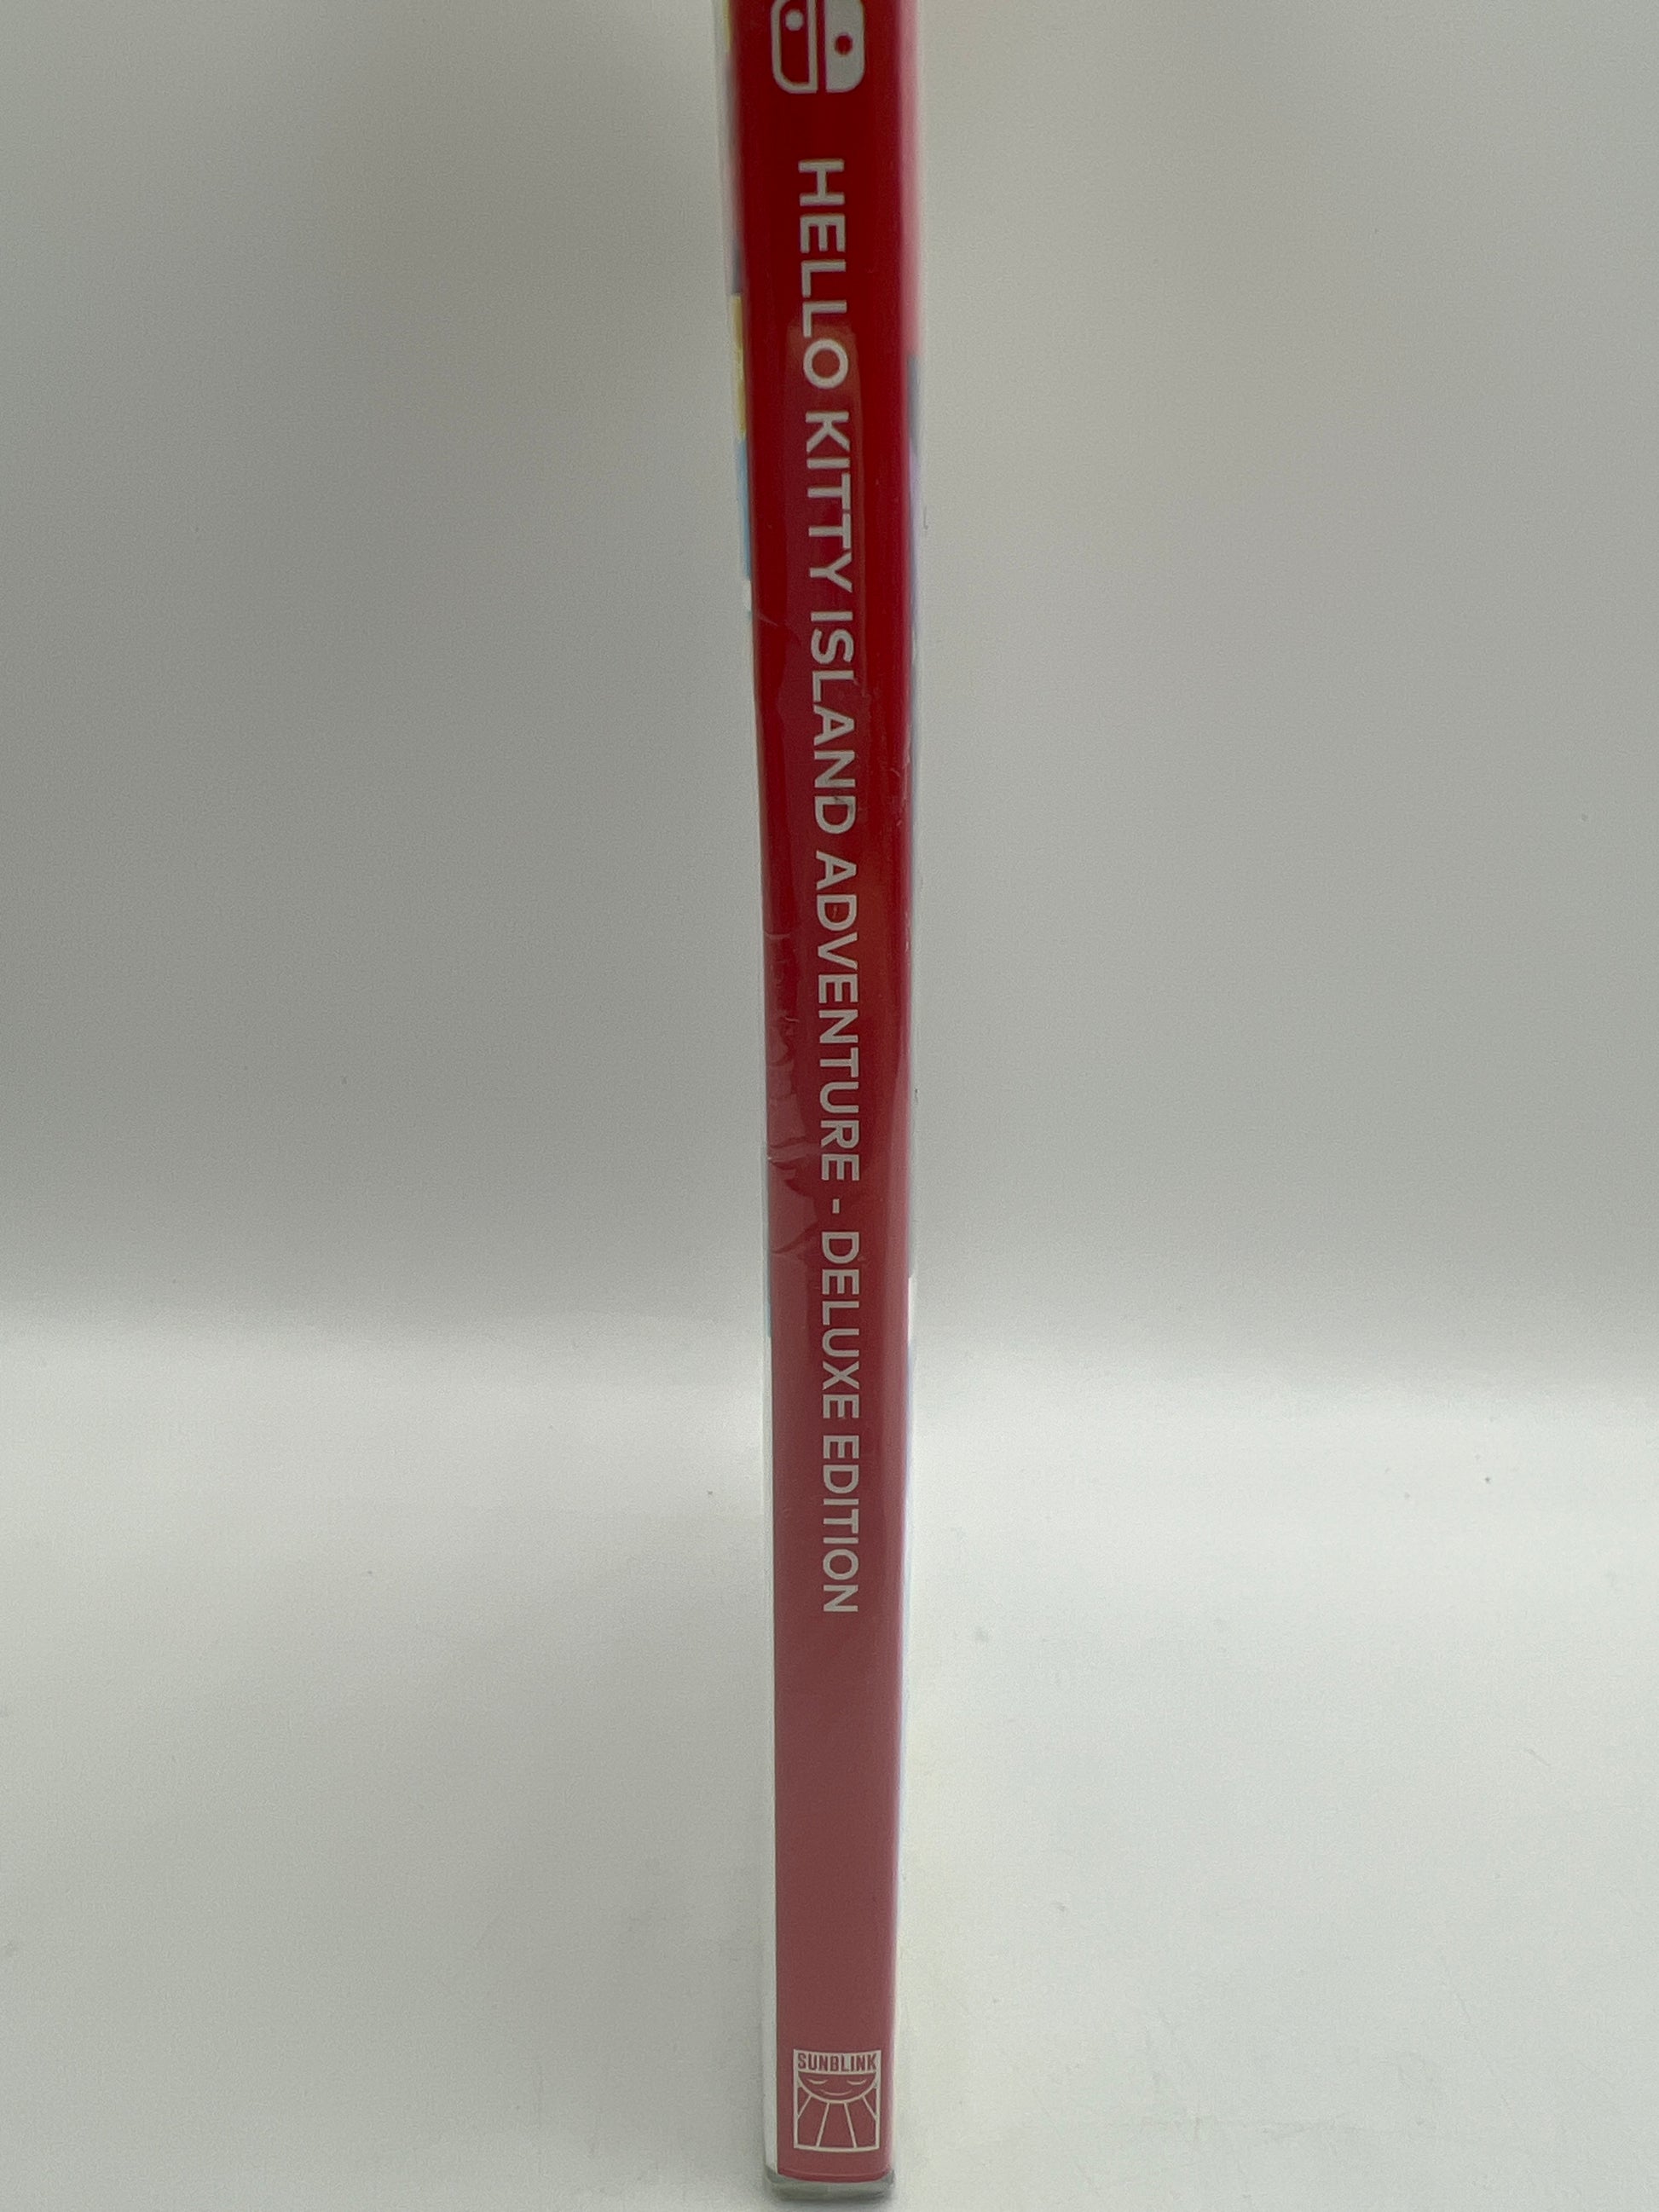 HELLO KITTY ISLAND ADVENTURE - DELUXE EDITION
SUNBLINK